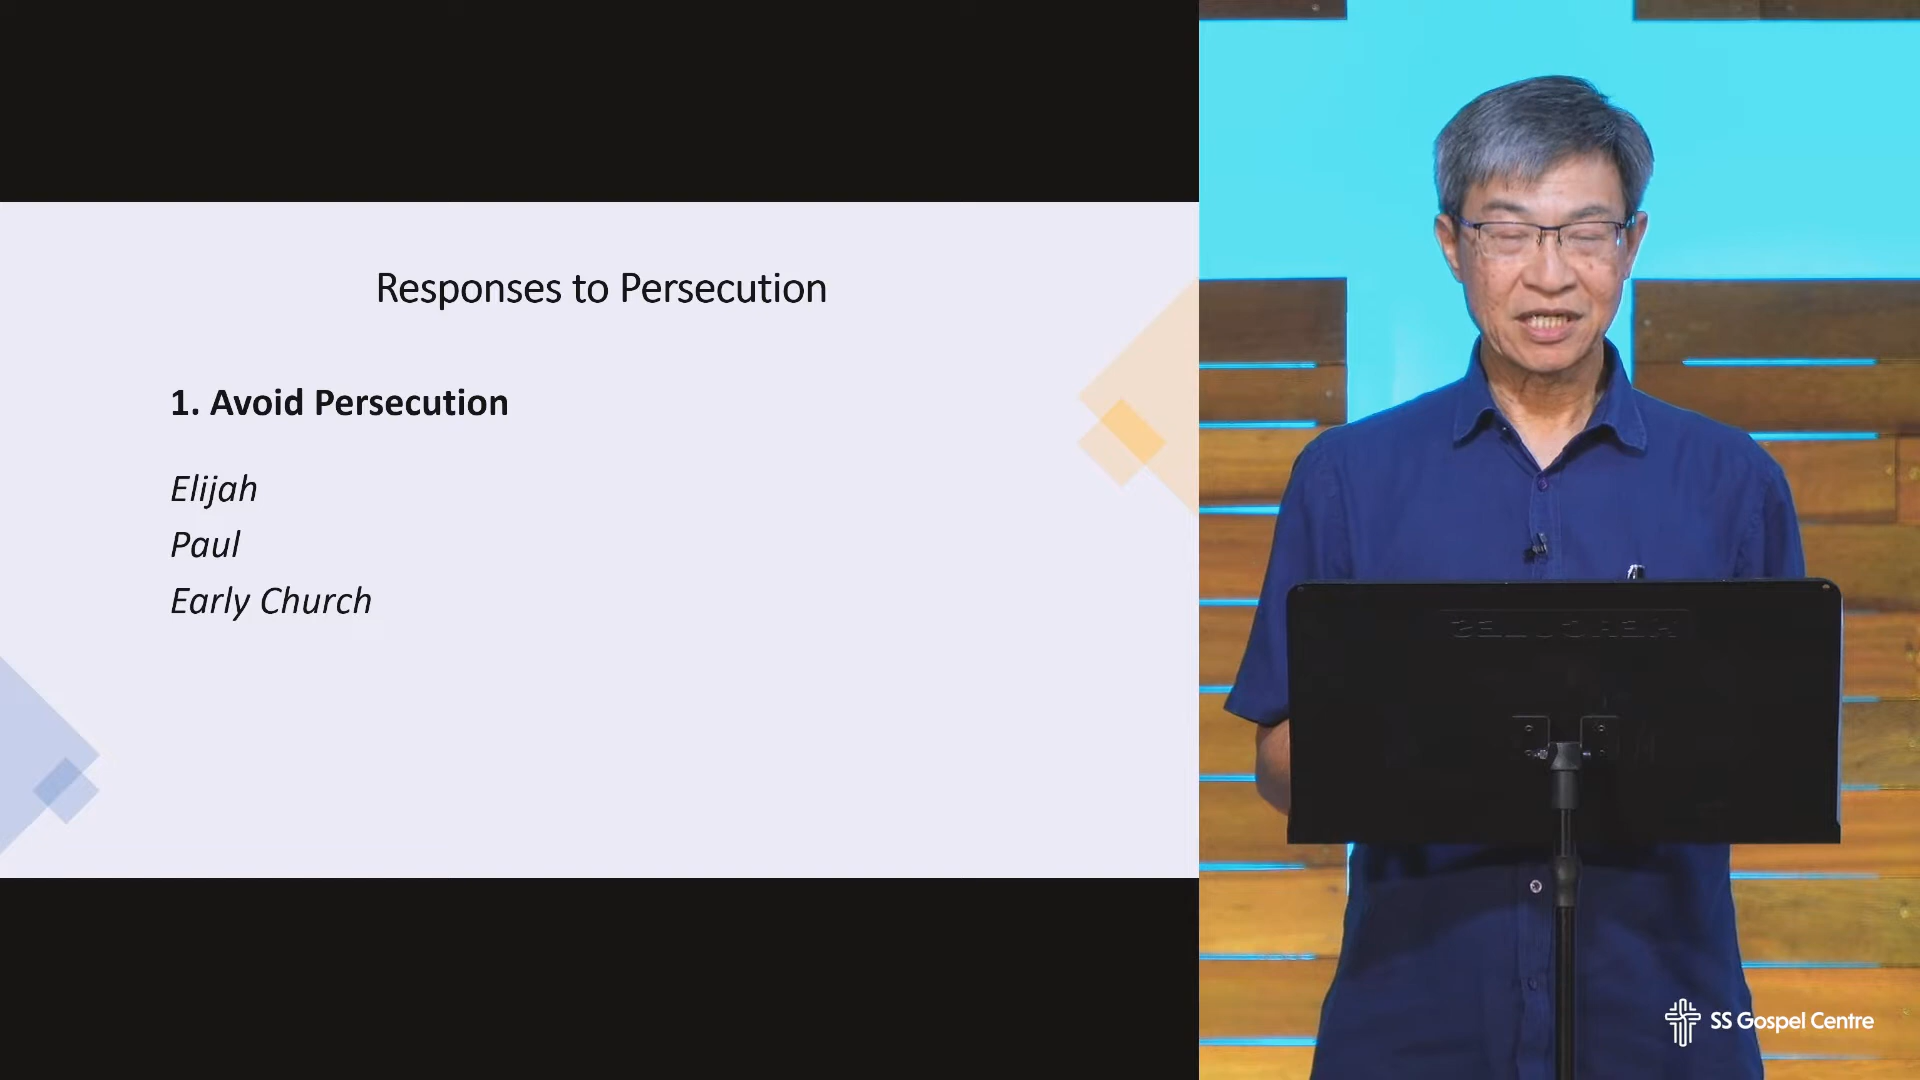 Responses to Persecution
1. Avoid Persecution
Elijah
Paul
Early Church
SS Gospel Centre